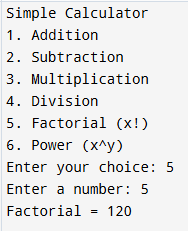 Simple Calculator
1. Addition
2. Subtraction
3. Multiplication
4. Division
5. Factorial (x!)
6. Power (x^y)
Enter your choice: 5
Enter a number: 5
Factorial = 120